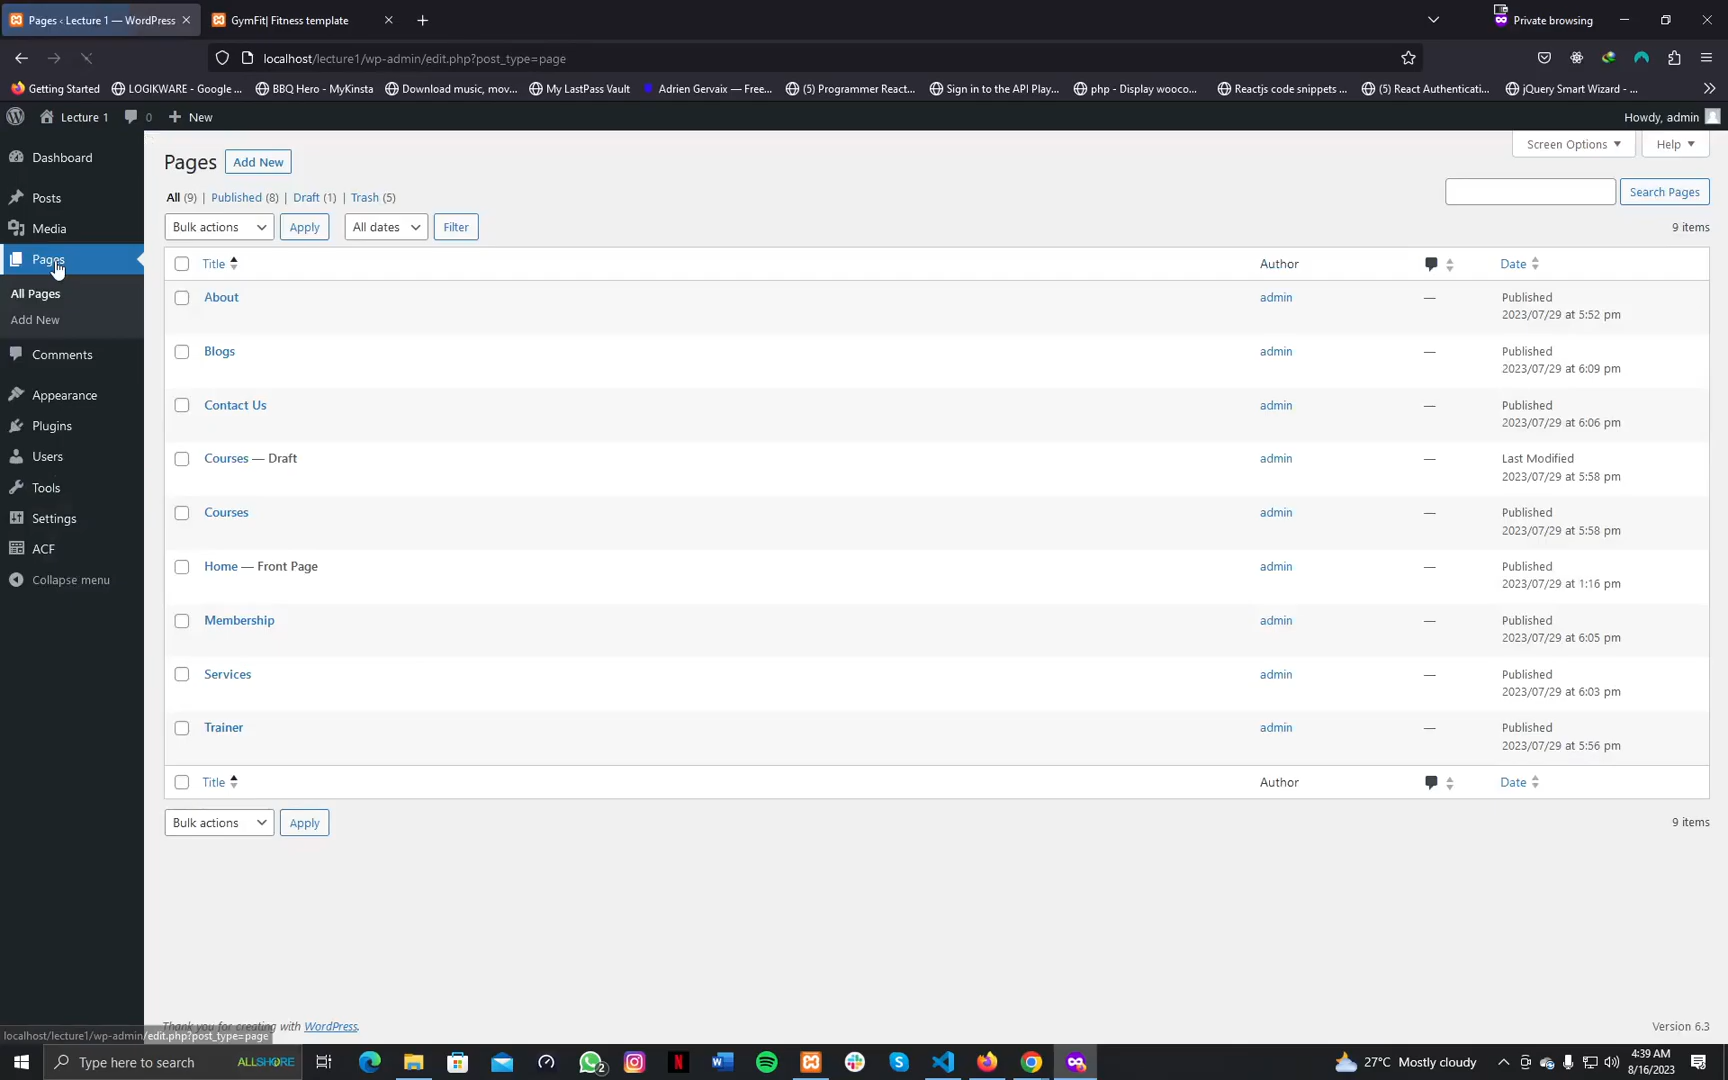 Pages ‹ Lecture 1 — WordPress
GymFit| Fitness template
Private browsing
localhost/lecture1/wp-admin/edit.php?post_type=page
Getting Started
LOGIKWARE - Google ...
BBQ Hero - MyKinsta
Download music, mov...
My LastPass Vault
Adrien Gervaix — Free...
(5) Programmer React...
Sign in to the API Play...
php - Display wooco...
Reactjs code snippets ...
(5) React Authenticati...
jQuery Smart Wizard - ...
Lecture 1
0
New
Howdy, admin
Dashboard
Posts
Media
Pages
All Pages
Add New
Comments
Appearance
Plugins
Users
Tools
Settings
ACF
Collapse menu
Screen Options
Help
Pages Add New
All (9) | Published (8) | Draft (1) | Trash (5)
Search Pages
Bulk actions Apply All dates Filter
9 items
Title Author Date
About admin — Published
2023/07/29 at 5:52 pm
Blogs admin — Published
2023/07/29 at 6:09 pm
Contact Us admin — Published
2023/07/29 at 6:06 pm
Courses — Draft admin — Last Modified
2023/07/29 at 5:58 pm
Courses admin — Published
2023/07/29 at 5:58 pm
Home — Front Page admin — Published
2023/07/29 at 1:16 pm
Membership admin — Published
2023/07/29 at 6:05 pm
Services admin — Published
2023/07/29 at 6:03 pm
Trainer admin — Published
2023/07/29 at 5:56 pm
Title Author Date
Bulk actions Apply
9 items
Thank you for creating with WordPress.
Version 6.3
localhost/lecture1/wp-admin/edit.php?post_type=page
Type here to search
ALLSHORE
2
27°C Mostly cloudy
4:39 AM
8/16/2023